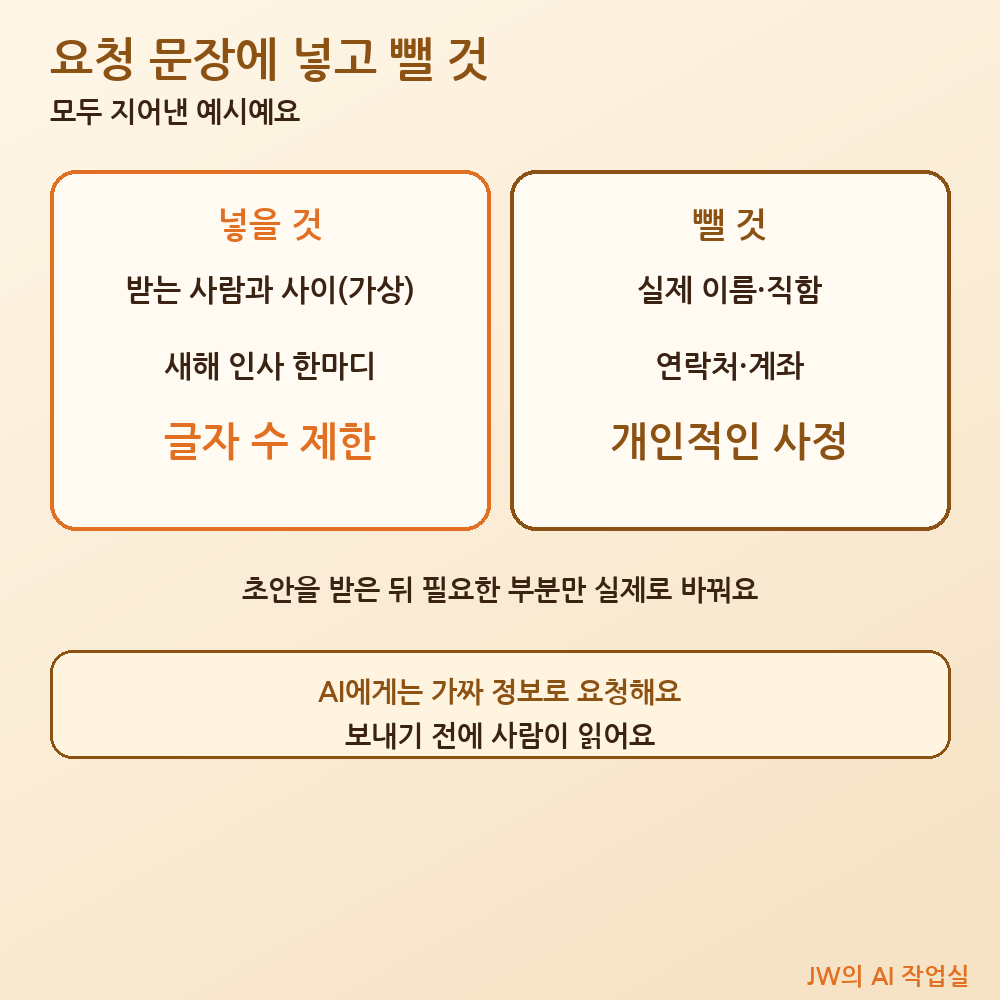 요청 문장에 넣고 뺄 것
모두 지어낸 예시예요
넣을 것
받는 사람과 사이(가상)
새해 인사 한마디
글자 수 제한
뺄 것
실제 이름·직함
연락처·계좌
개인적인 사정
초안을 받은 뒤 필요한 부분만 실제로 바꿔요
AI에게는 가짜 정보로 요청해요
보내기 전에 사람이 읽어요
JW의 AI 작업실